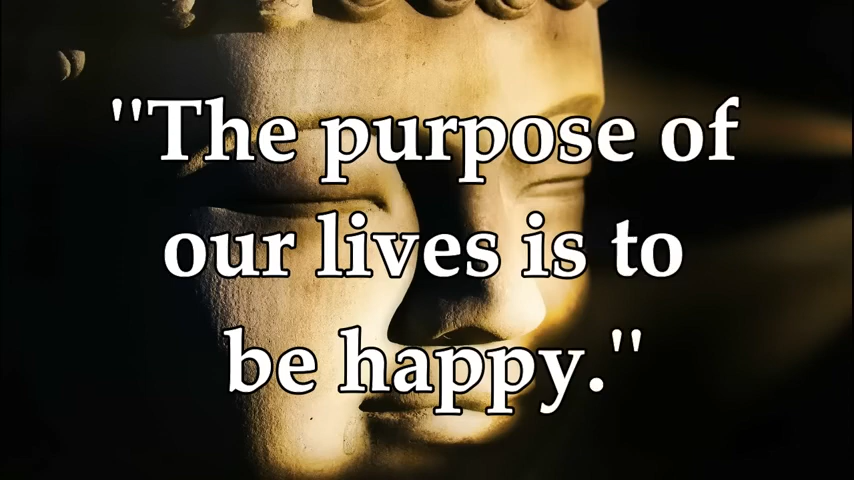 "The purpose of
our lives is to
be happy."